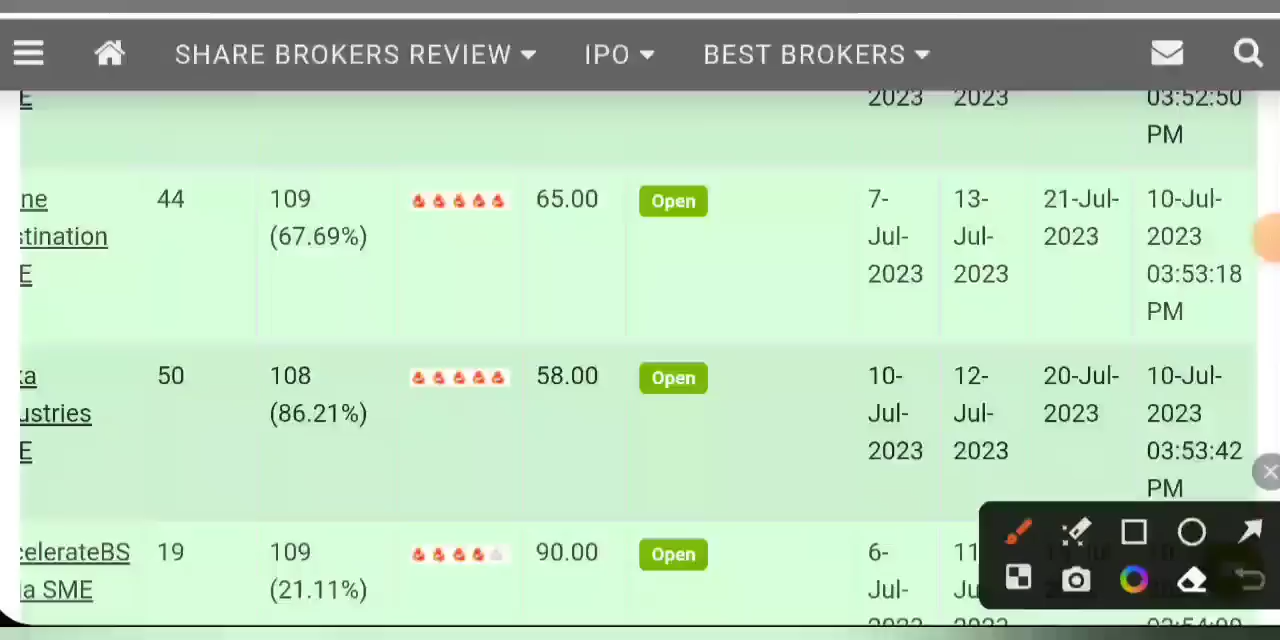 SHARE BROKERS REVIEW IPO BEST BROKERS
E 2023 2023 03:52:50
PM
ne 44 109 65.00 Open 7- 13- 21-Jul- 10-Jul-
stination (67.69%) Jul- Jul- 2023 2023
E 2023 2023 03:53:18
PM
ka 50 108 58.00 Open 10- 12- 20-Jul- 10-Jul-
ustries (86.21%) Jul- Jul- 2023 2023
E 2023 2023 03:53:42
PM
celerateBS 19 109 90.00 Open 6- 11
a SME (21.11%) Jul- Ju